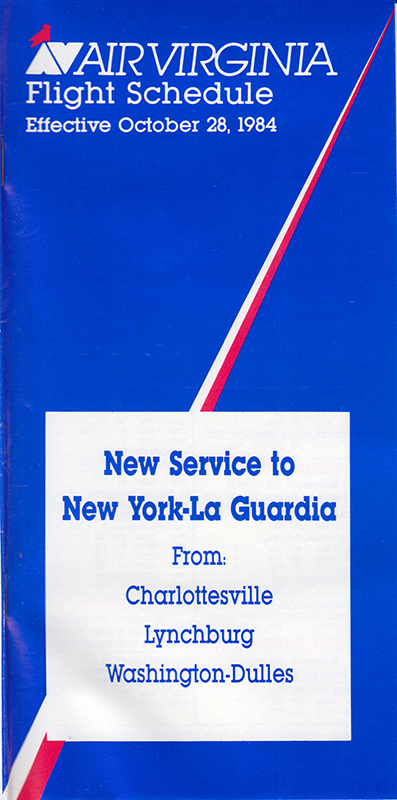 AIR VIRGINIA
Flight Schedule
Effective October 28, 1984
New Service to
New York-La Guardia
From:
Charlottesville
Lynchburg
Washington-Dulles